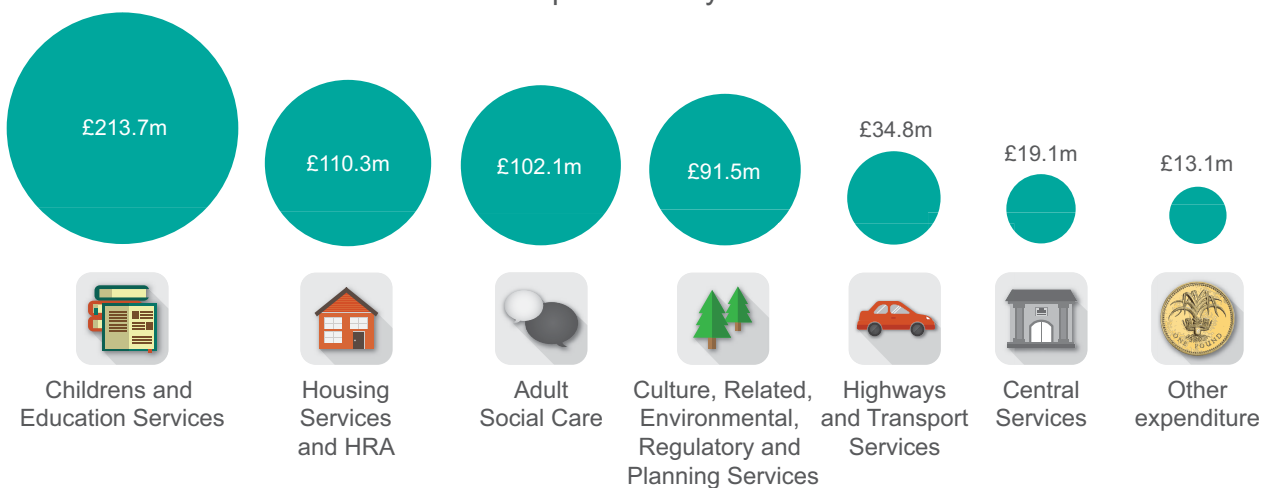 £213.7m
£110.3m
£102.1m
£91.5m
£34.8m
£19.1m
£13.1m
ONE POUND
Childrens and
Education Services
Housing
Services
and HRA
Adult
Social Care
Culture, Related,
Environmental,
Regulatory and
Planning Services
Highways
and Transport
Services
Central
Services
Other
expenditure